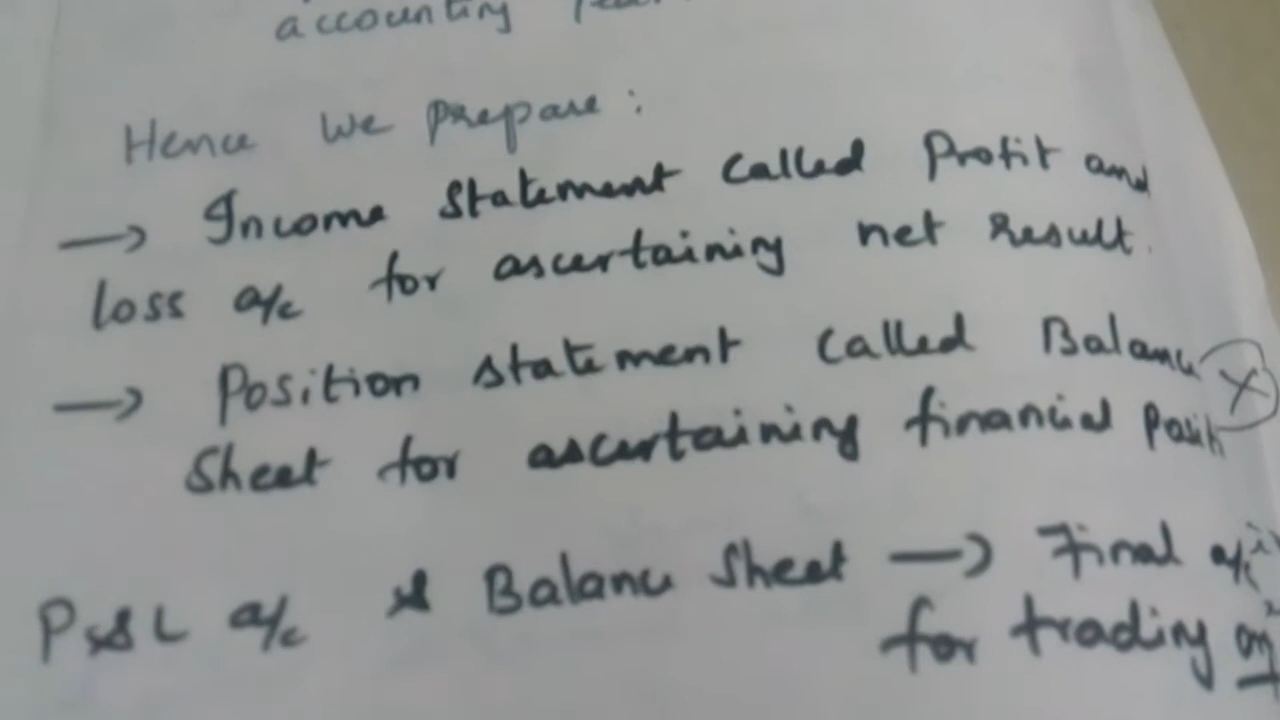 accounting
Hence We prepare :
→ Income Statement called Profit and
loss a/c for ascertaining net result.
→ Position statement called Balance
Sheet for ascertaining financial
P & L a/c & Balance Sheet → Final a/c
for trading